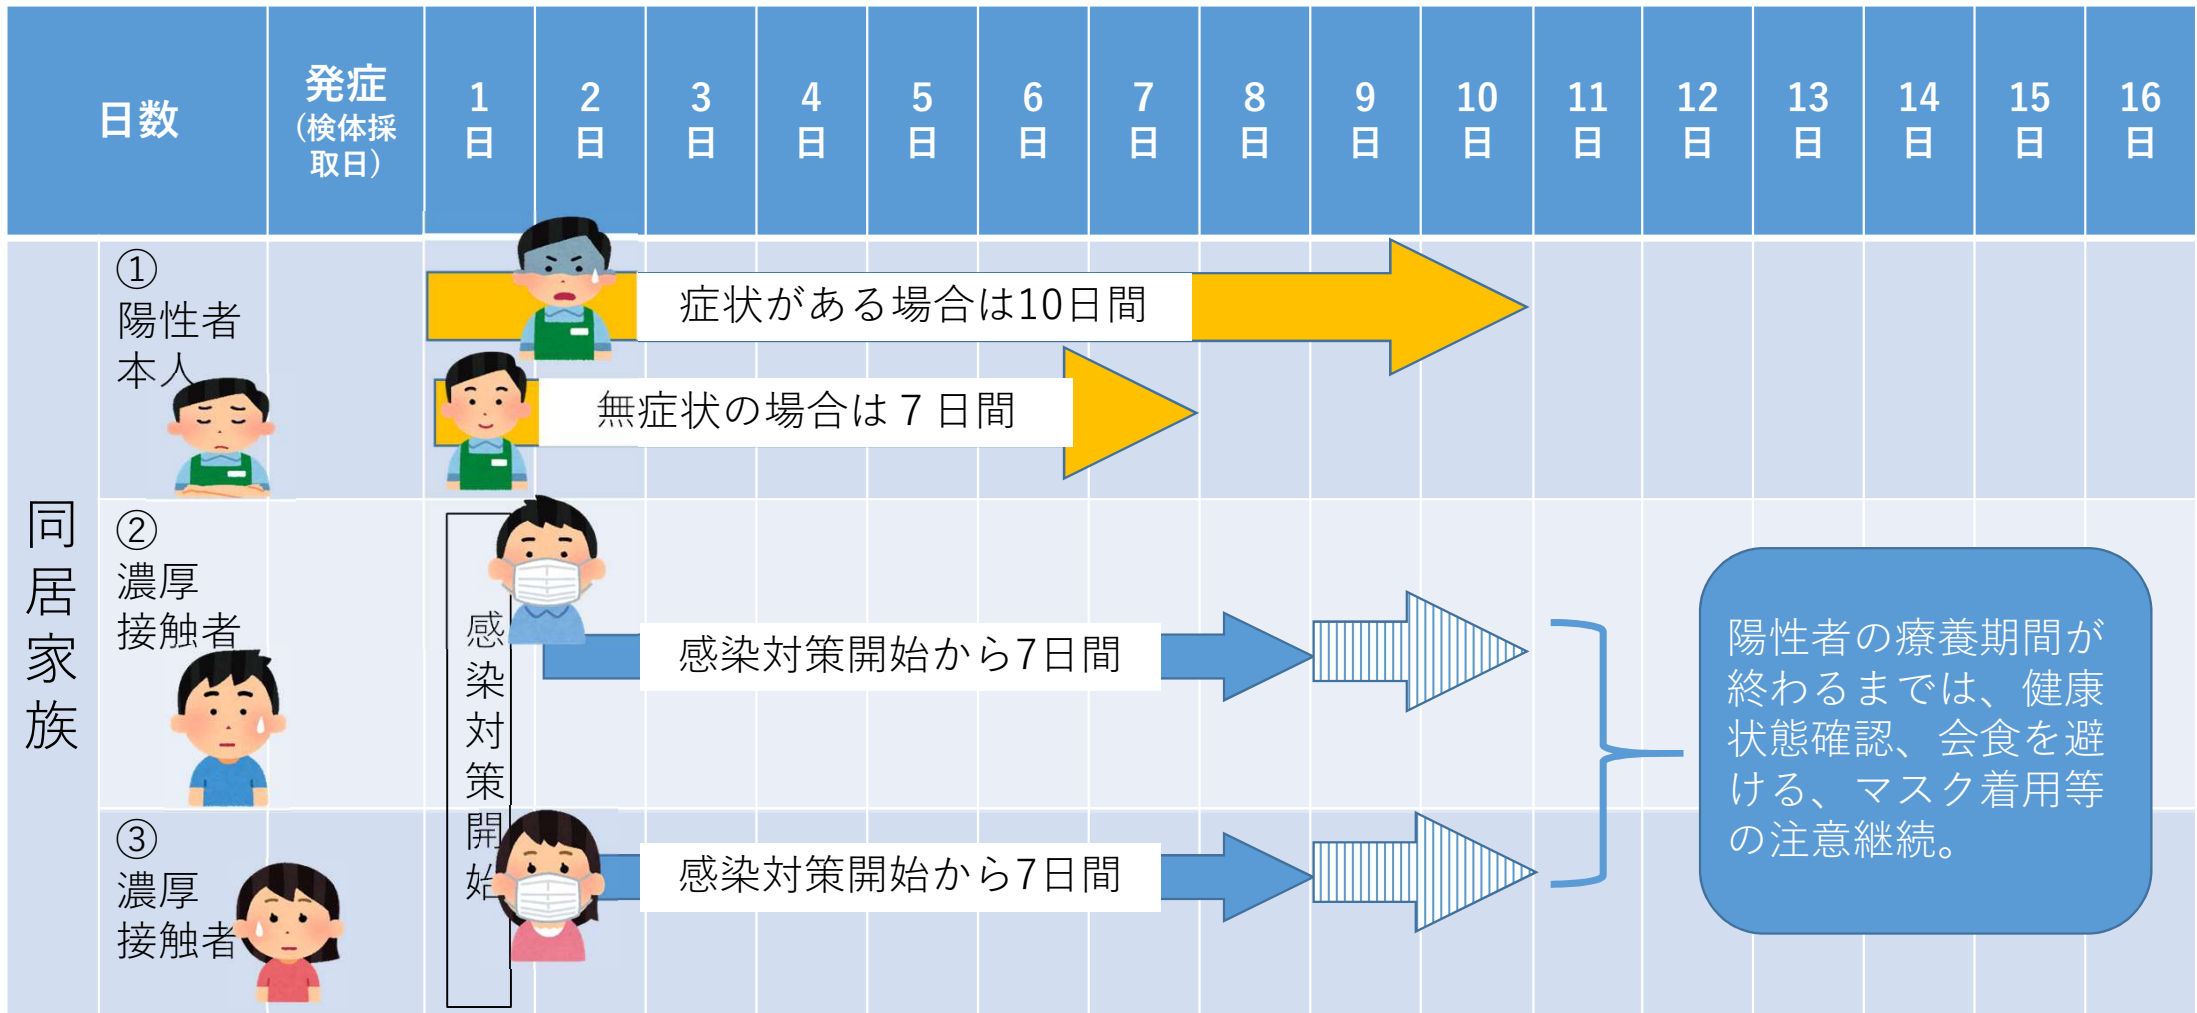 日数
発症
(検体採
取日)
1
日
2
日
3
日
4
日
5
日
6
日
7
日
8
日
9
日
10
日
11
日
12
日
13
日
14
日
15
日
16
日
同居家族
①
陽性者
本人
症状がある場合は10日間
無症状の場合は７日間
②
濃厚
接触者
感染対策開始
感染対策開始から7日間
③
濃厚
接触者
感染対策開始から7日間
陽性者の療養期間が
終わるまでは、健康
状態確認、会食を避
ける、マスク着用等
の注意継続。